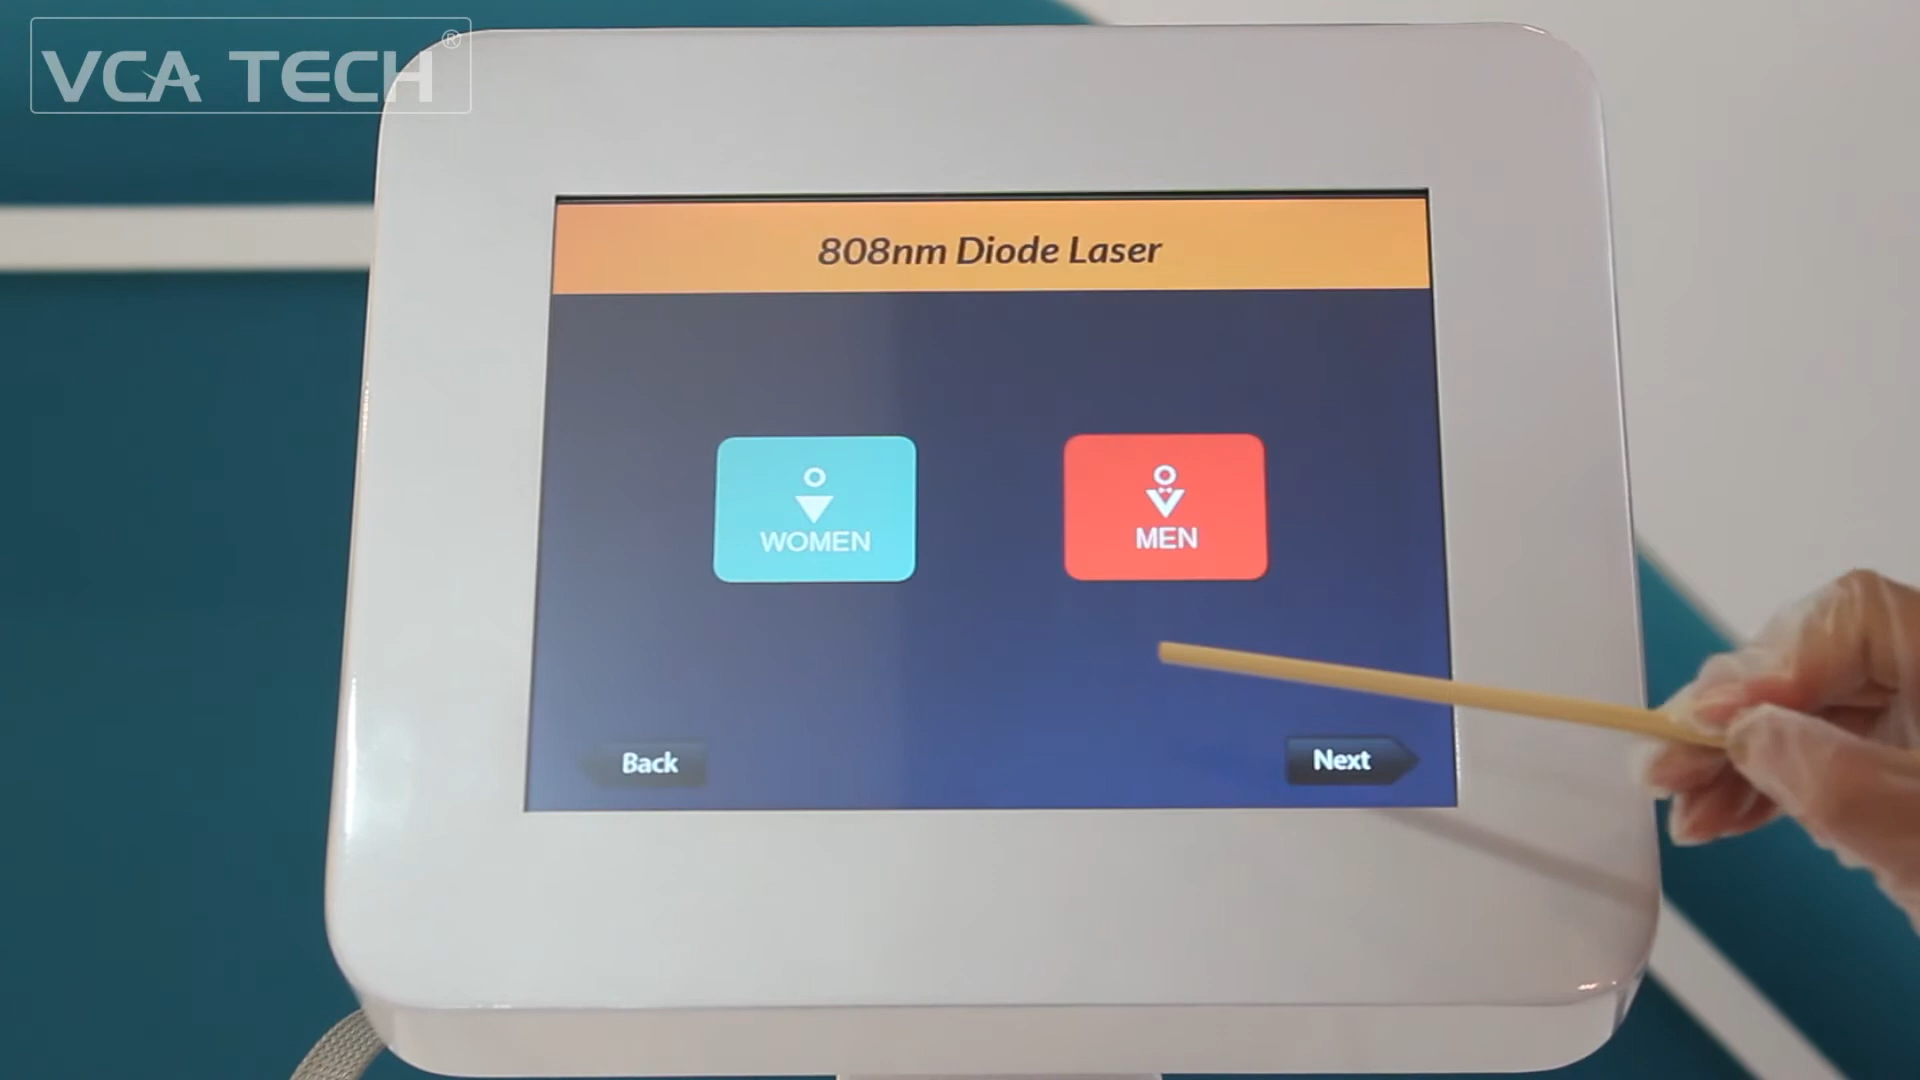 VCA TECH®
808nm Diode Laser
WOMEN
MEN
Back
Next